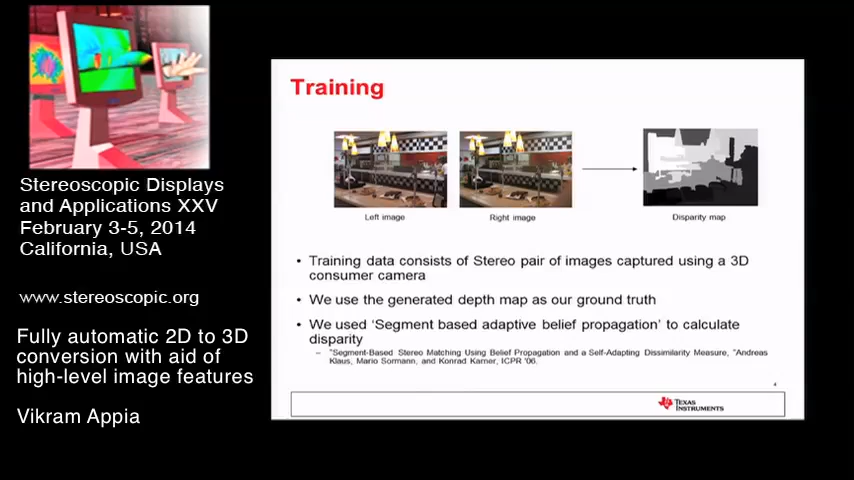 Stereoscopic Displays
and Applications XXV
February 3-5, 2014
California, USA
www.stereoscopic.org
Fully automatic 2D to 3D
conversion with aid of
high-level image features
Vikram Appia
Training
Left image
Right image
Disparity map
• Training data consists of Stereo pair of images captured using a 3D
consumer camera
• We use the generated depth map as our ground truth
• We used ‘Segment based adaptive belief propagation’ to calculate
disparity
– "Segment-Based Stereo Matching Using Belief Propagation and a Self-Adapting Dissimilarity Measure, "Andreas
Klaus, Mario Sormann, and Konrad Karner, ICPR '06.
4
TEXAS
INSTRUMENTS